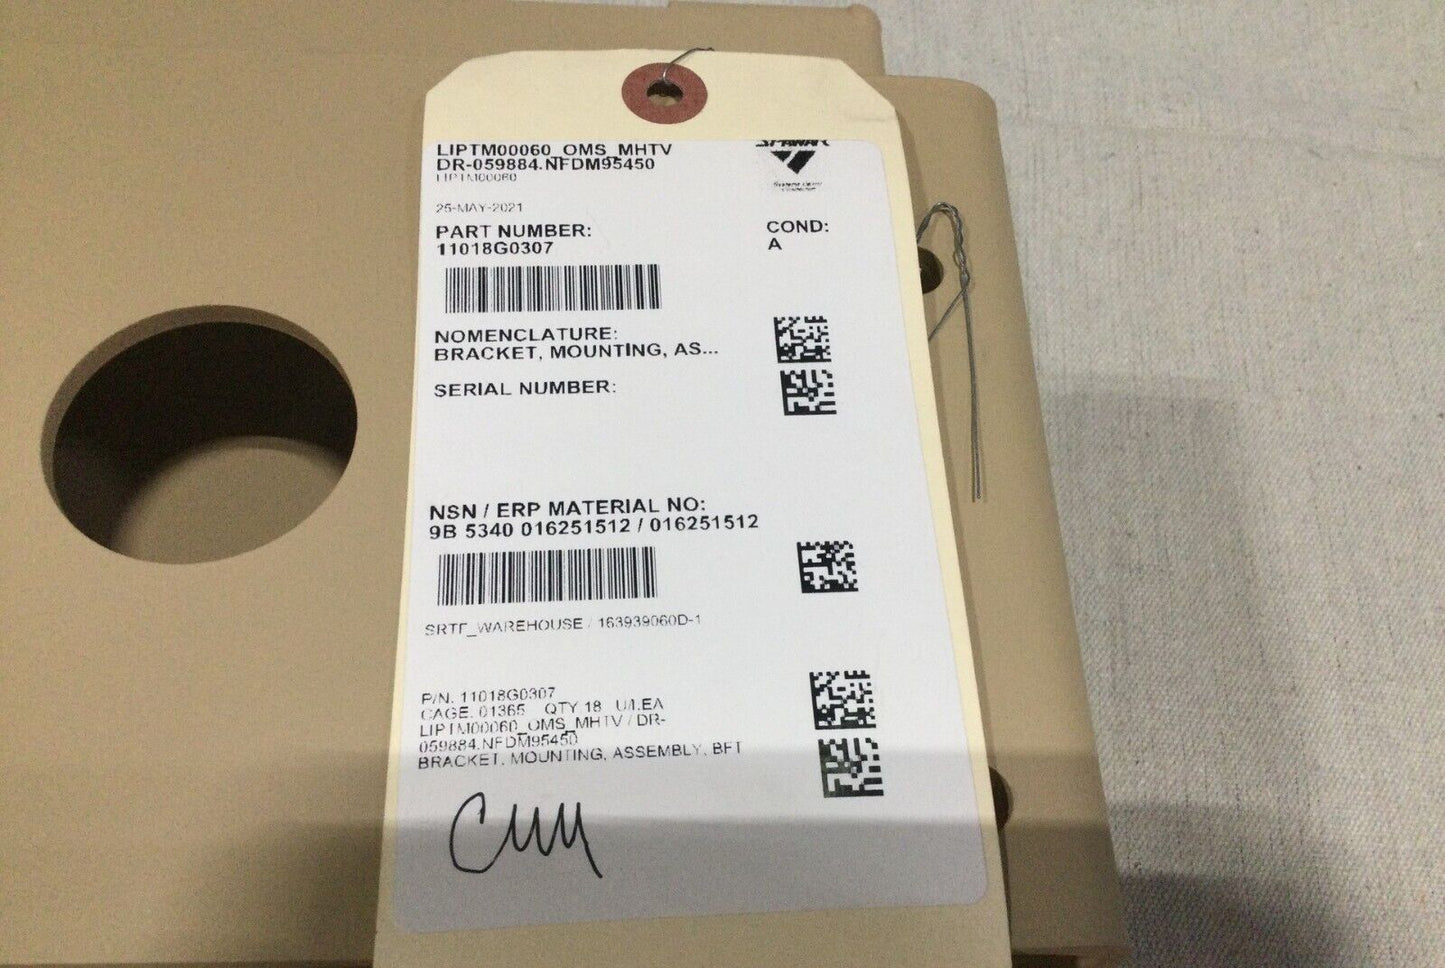 LIPTM00060_OMS_MHTV
DR-059884.NFDM95450
LIPTM00060
SPAWAR
25-MAY-2021
PART NUMBER:
11018G0307
COND:
A
NOMENCLATURE:
BRACKET, MOUNTING, AS...
SERIAL NUMBER:
NSN / ERP MATERIAL NO:
9B 5340 016251512 / 016251512
SRTF_WAREHOUSE / 163939060D-1
P/N. 11018G0307
CAGE. 01365 QTY 18 U/I.EA
LIPTM00060_OMS_MHTV / DR-
059884.NFDM95450
BRACKET, MOUNTING, ASSEMBLY, BFT